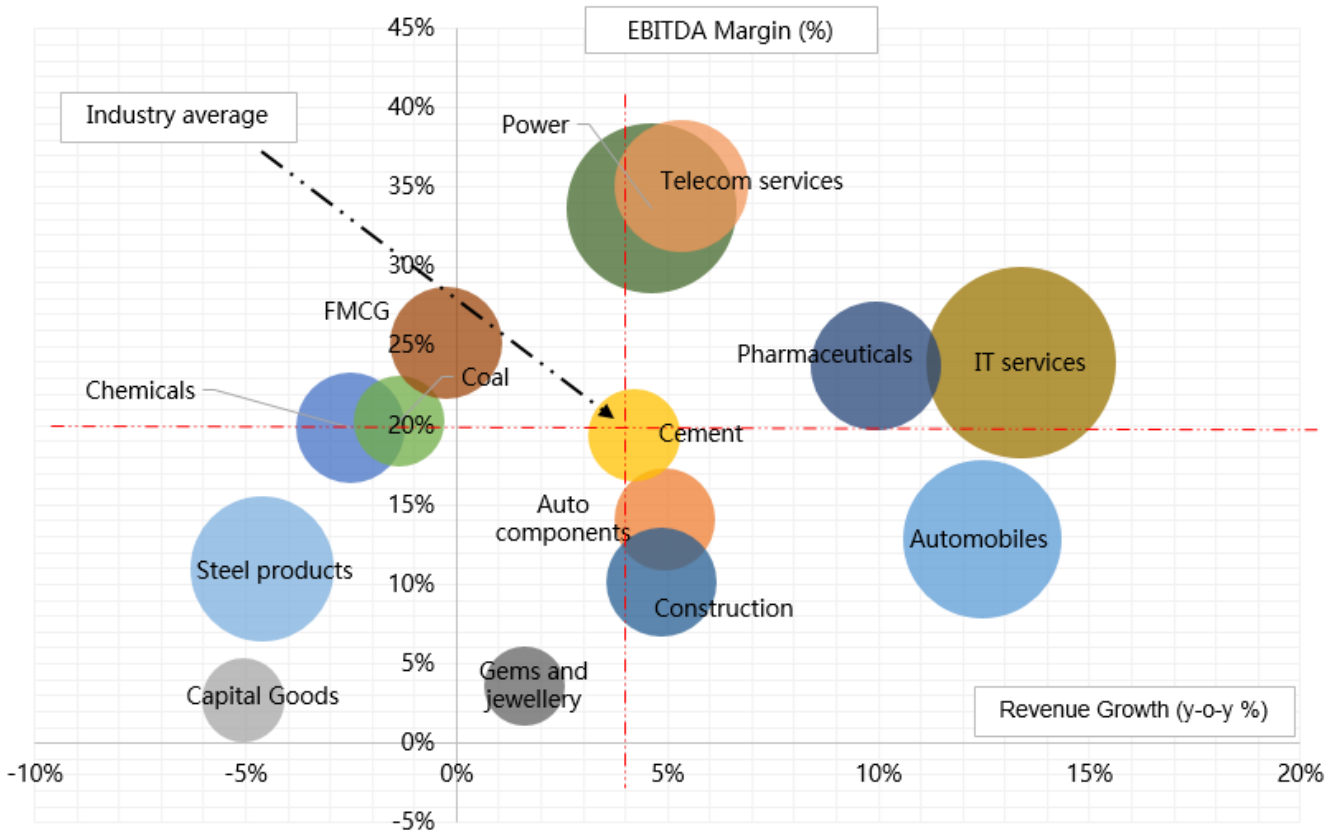 45%
EBITDA Margin (%)
Industry average
40%
Power
35%
Telecom services
30%
FMCG
25%
Pharmaceuticals
IT services
Chemicals
Coal
20%
Cement
15%
Auto
components
Automobiles
Steel products
10%
Construction
5%
Gems and
jewellery
Capital Goods
Revenue Growth (y-o-y %)
0%
-10%
-5%
0%
5%
10%
15%
20%
-5%